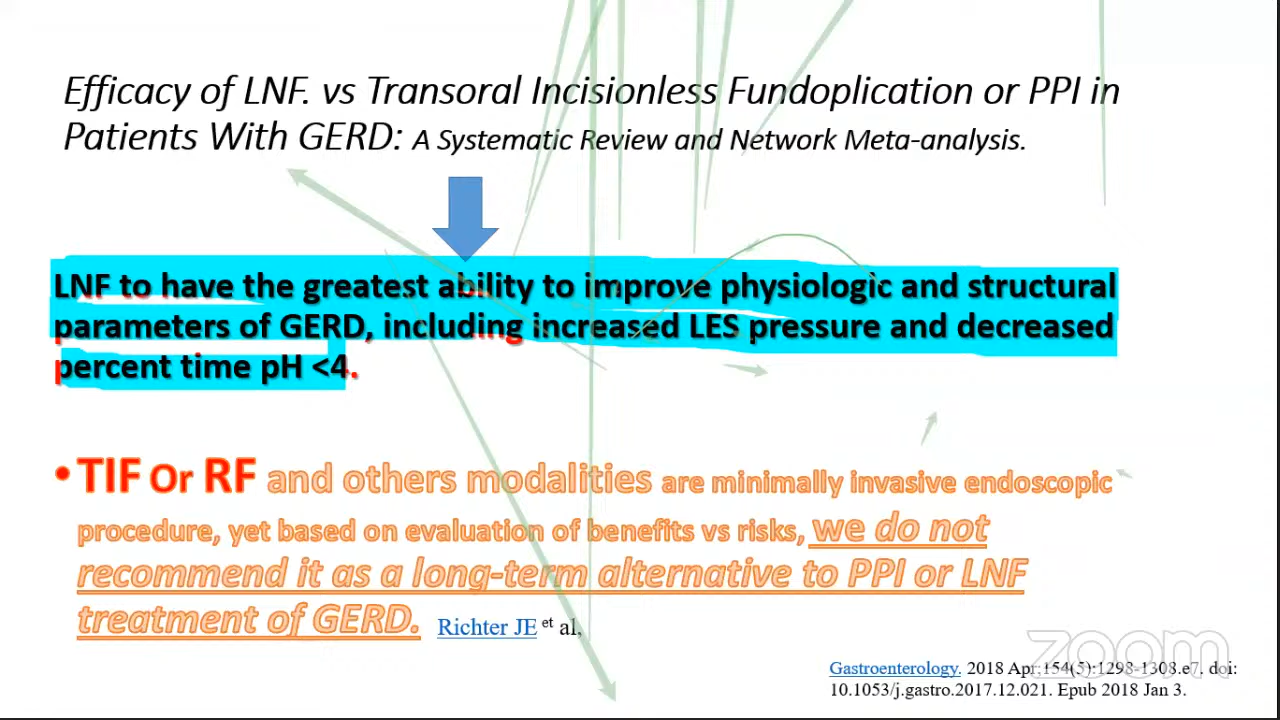 Efficacy of LNF. vs Transoral Incisionless Fundoplication or PPI in
Patients With GERD: A Systematic Review and Network Meta-analysis.
LNF to have the greatest ability to improve physiologic and structural
parameters of GERD, including increased LES pressure and decreased
percent time pH <4.
• TIF Or RF and others modalities are minimally invasive endoscopic
procedure, yet based on evaluation of benefits vs risks, we do not
recommend it as a long-term alternative to PPI or LNF
treatment of GERD. Richter JE et al,
zoom
Gastroenterology. 2018 Apr;154(5):1298-1308.e7. doi:
10.1053/j.gastro.2017.12.021. Epub 2018 Jan 3.